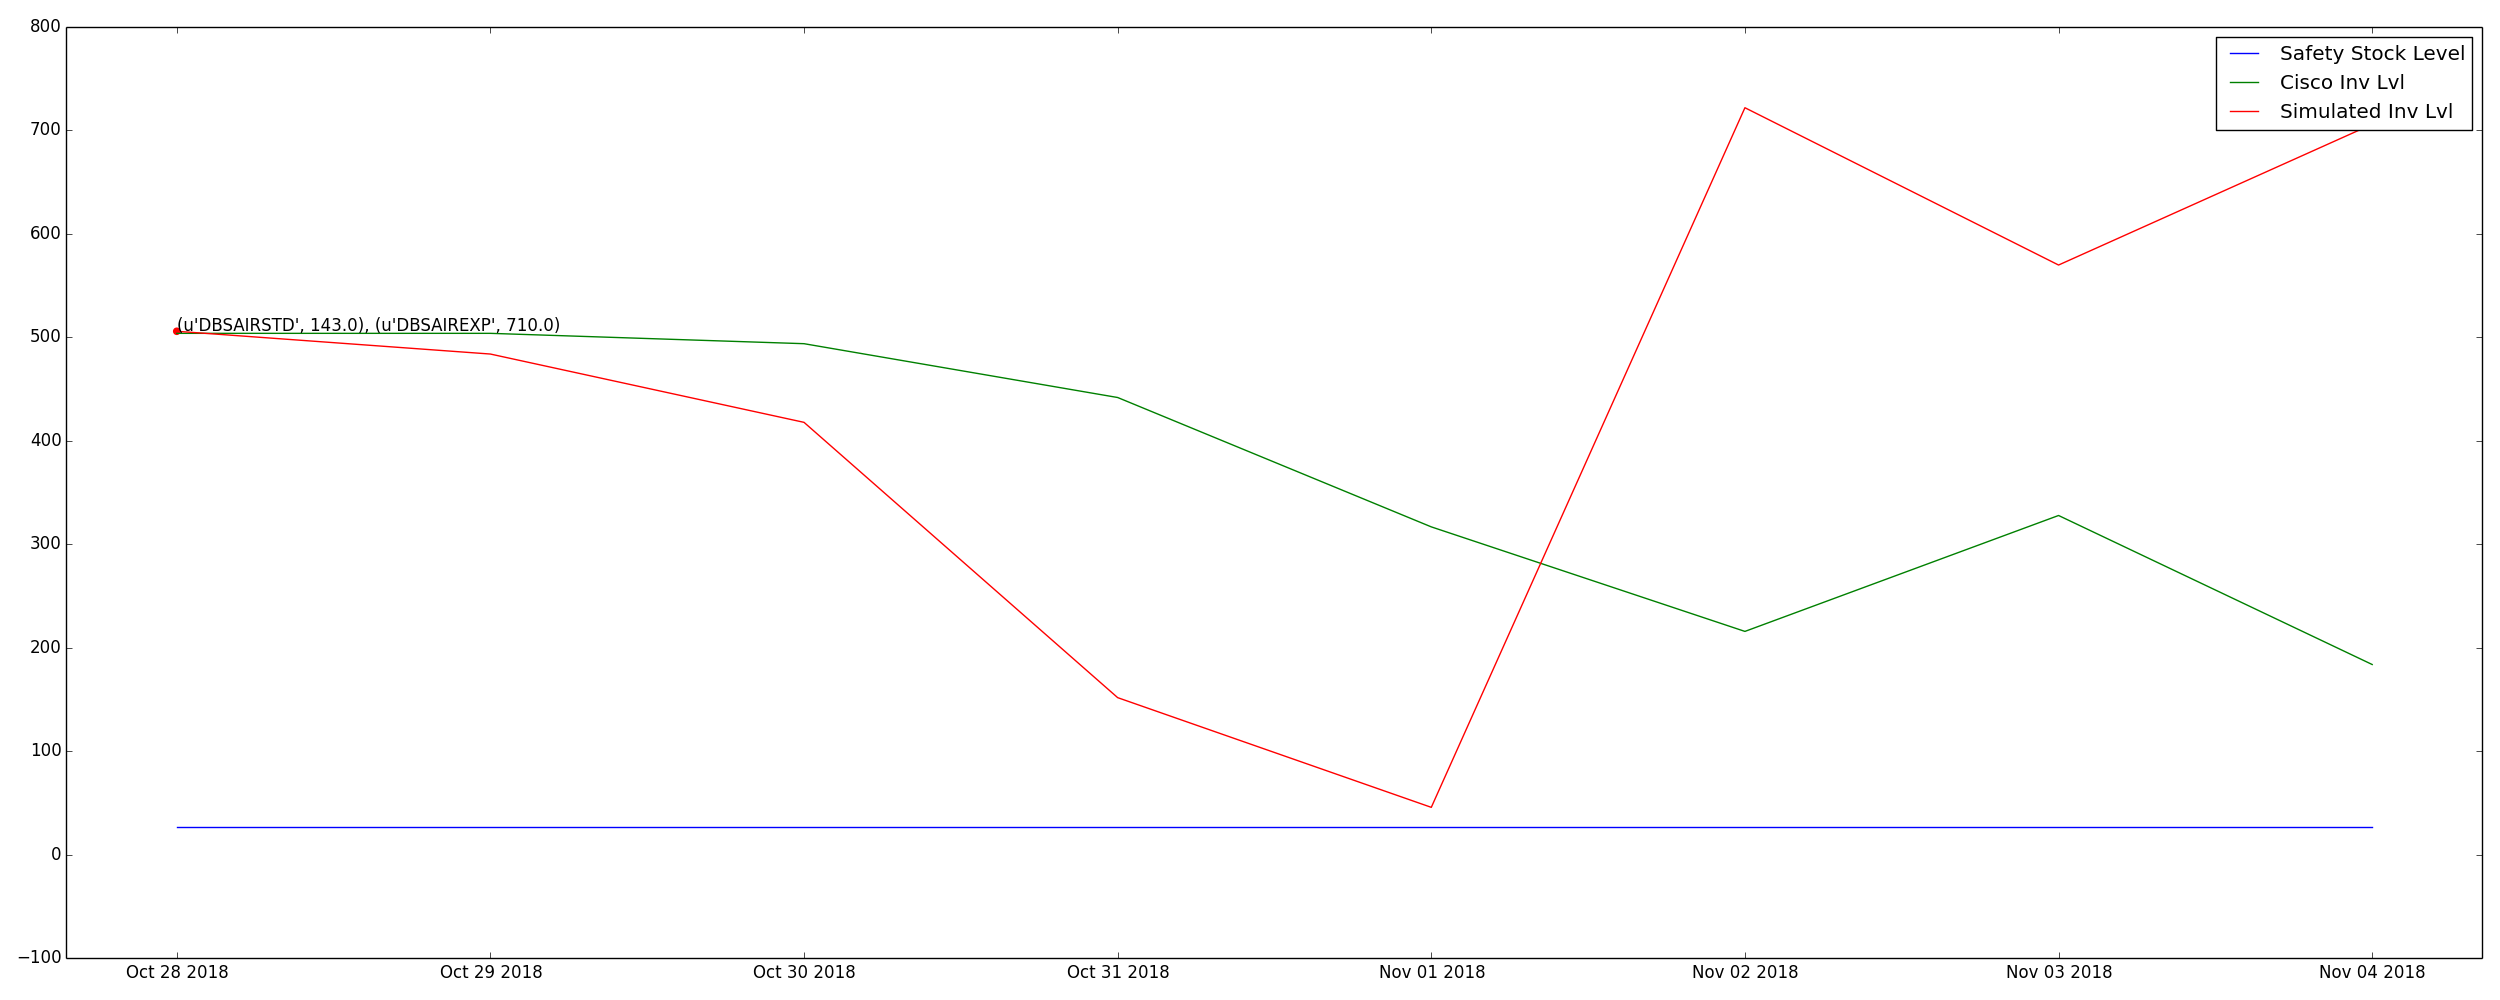 800
700
600
500
400
300
200
100
0
−100
Safety Stock Level
Cisco Inv Lvl
Simulated Inv Lvl
(u'DBSAIRSTD', 143.0), (u'DBSAIREXP', 710.0)
Oct 28 2018
Oct 29 2018
Oct 30 2018
Oct 31 2018
Nov 01 2018
Nov 02 2018
Nov 03 2018
Nov 04 2018